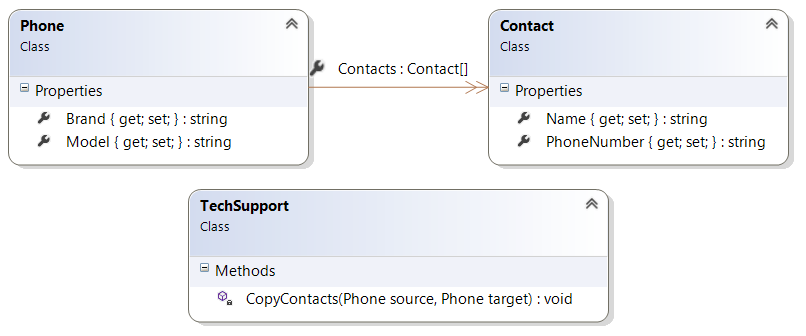 Phone
Class
Properties
Brand { get; set; } : string
Model { get; set; } : string
Contacts : Contact[]
Contact
Class
Properties
Name { get; set; } : string
PhoneNumber { get; set; } : string
TechSupport
Class
Methods
CopyContacts(Phone source, Phone target) : void